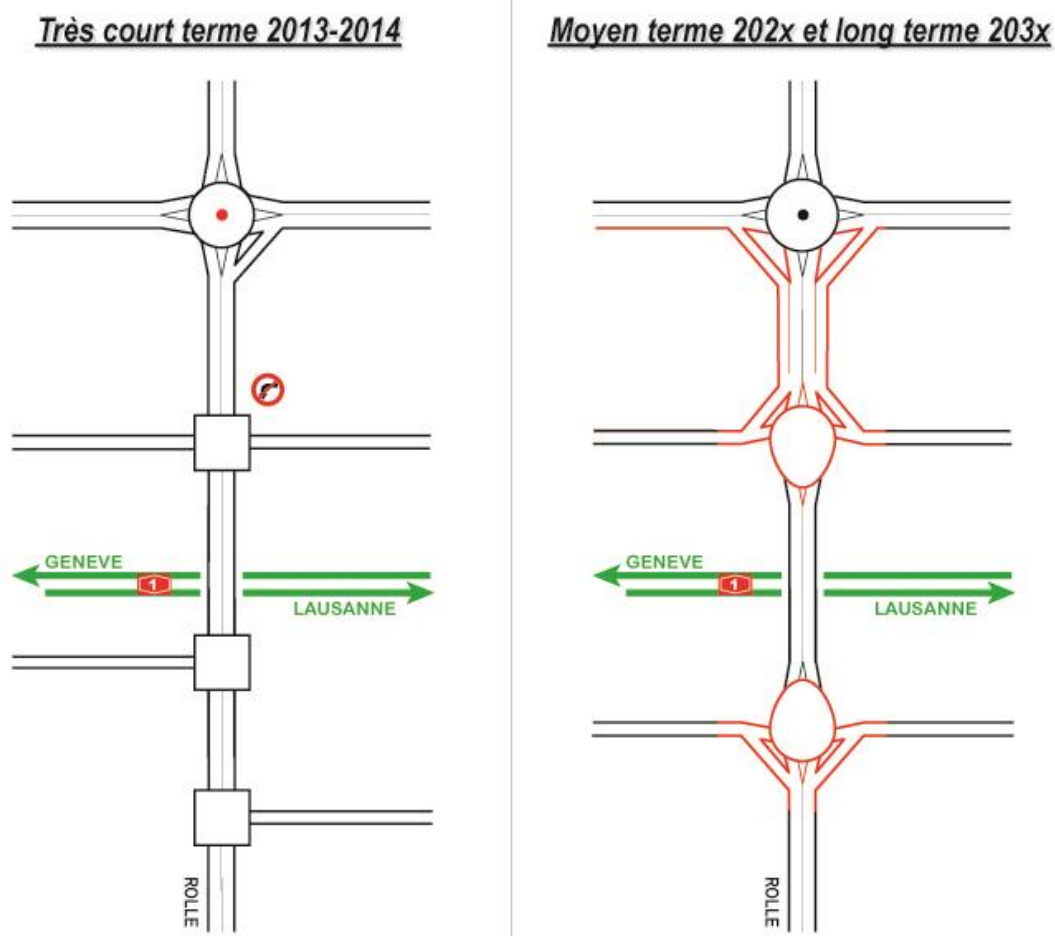 Très court terme 2013-2014
GENEVE
1
LAUSANNE
ROLLE
Moyen terme 202x et long terme 203x
GENEVE
1
LAUSANNE
ROLLE